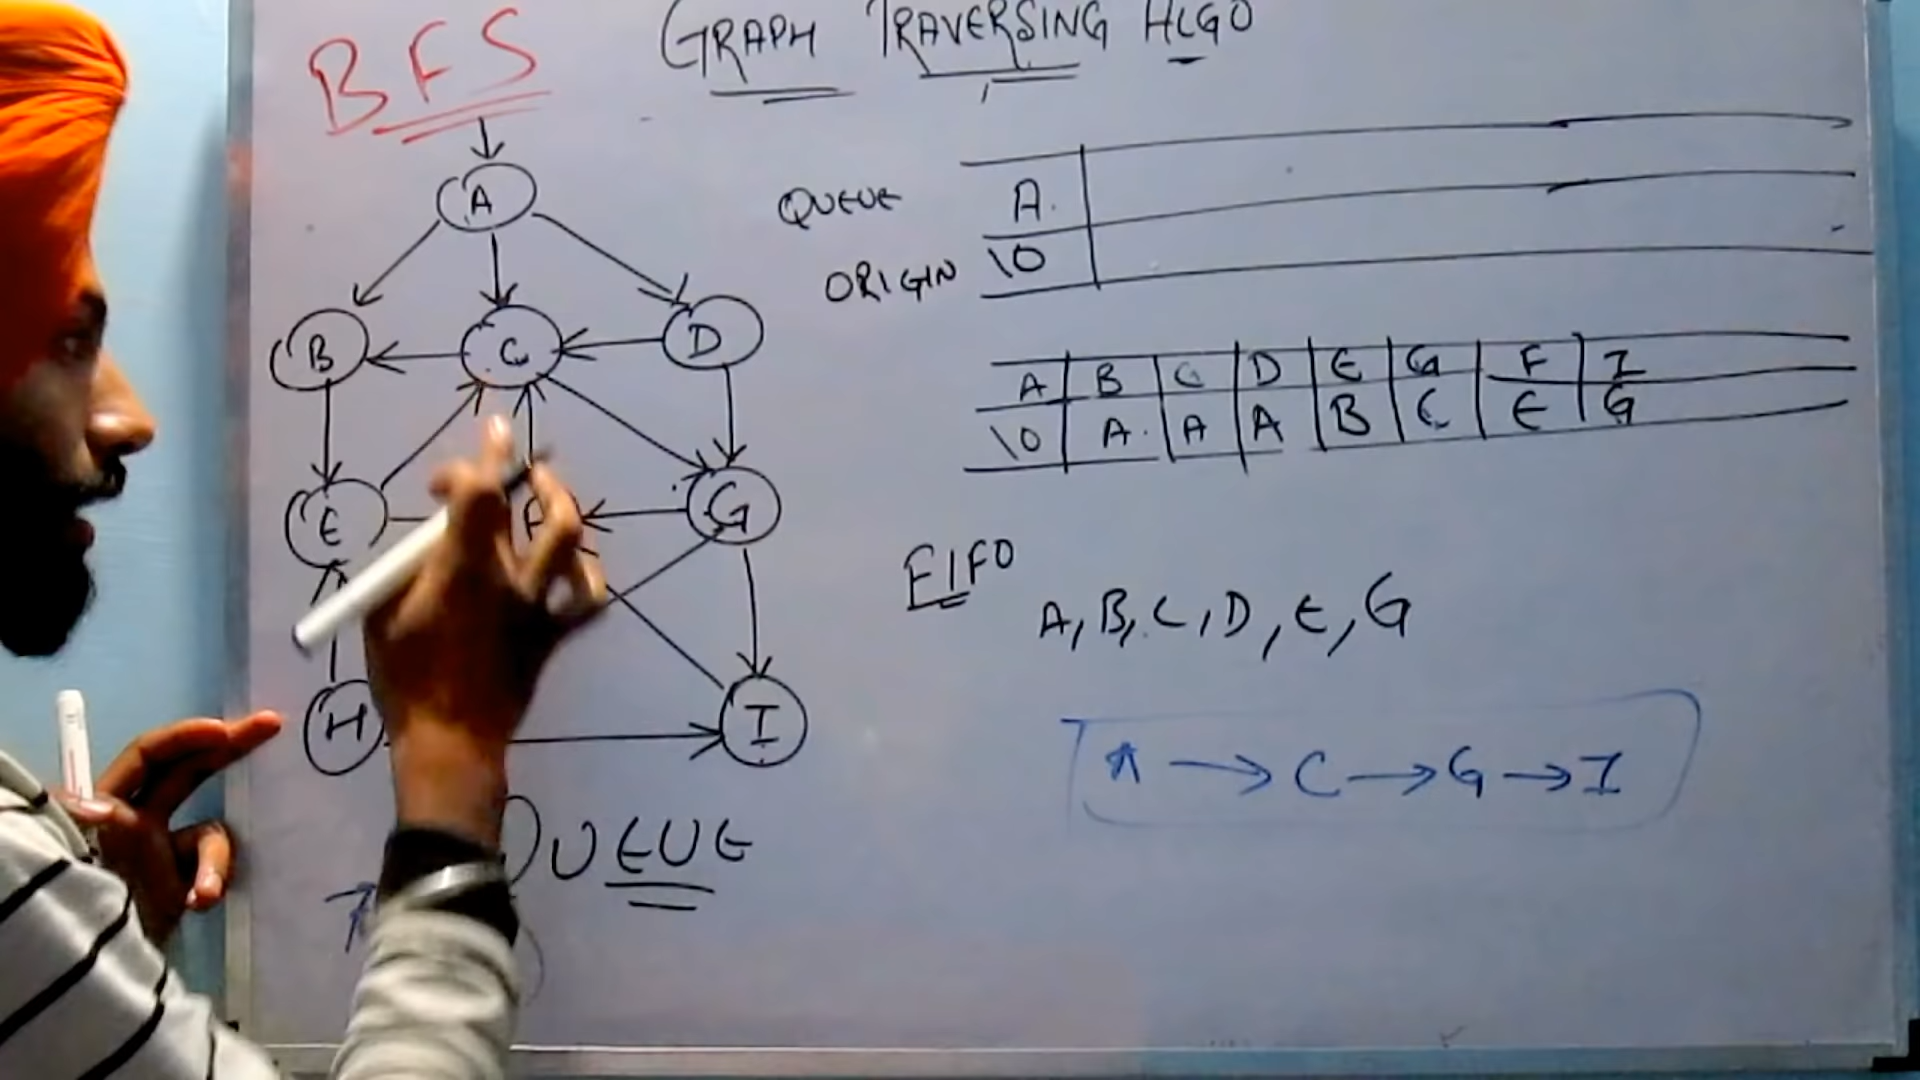 BFS
GRAPH TRAVERSING ALGO
A
B C D
E F G
H I
QUEUE A.
ORIGIN \0
A B C D E G F I
\0 A. A A B C E G
FIFO
A, B, C, D, E, G
A → C → G → I
QUEUE